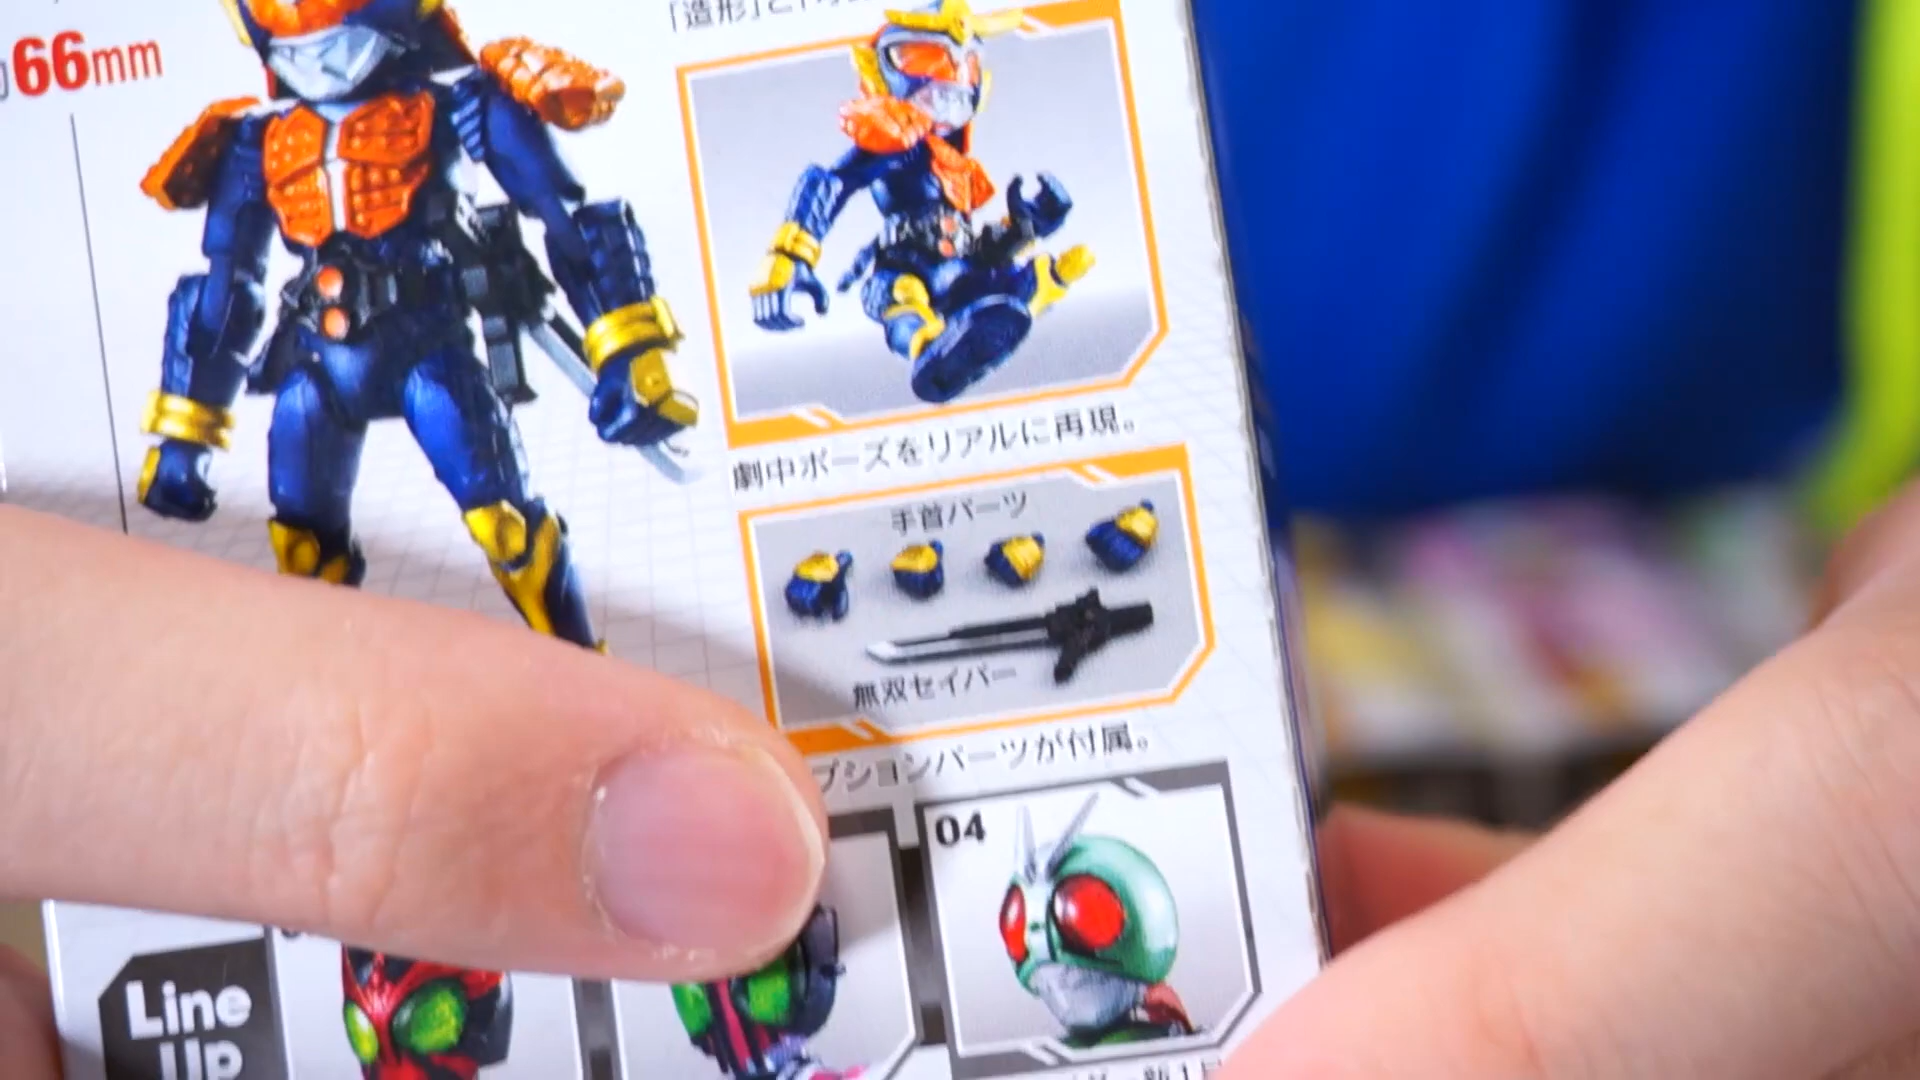 66mm
「造形」と
劇中ポーズをリアルに再現。
手首パーツ
無双セイバー
プションパーツが付属。
04
Line
Up
新1